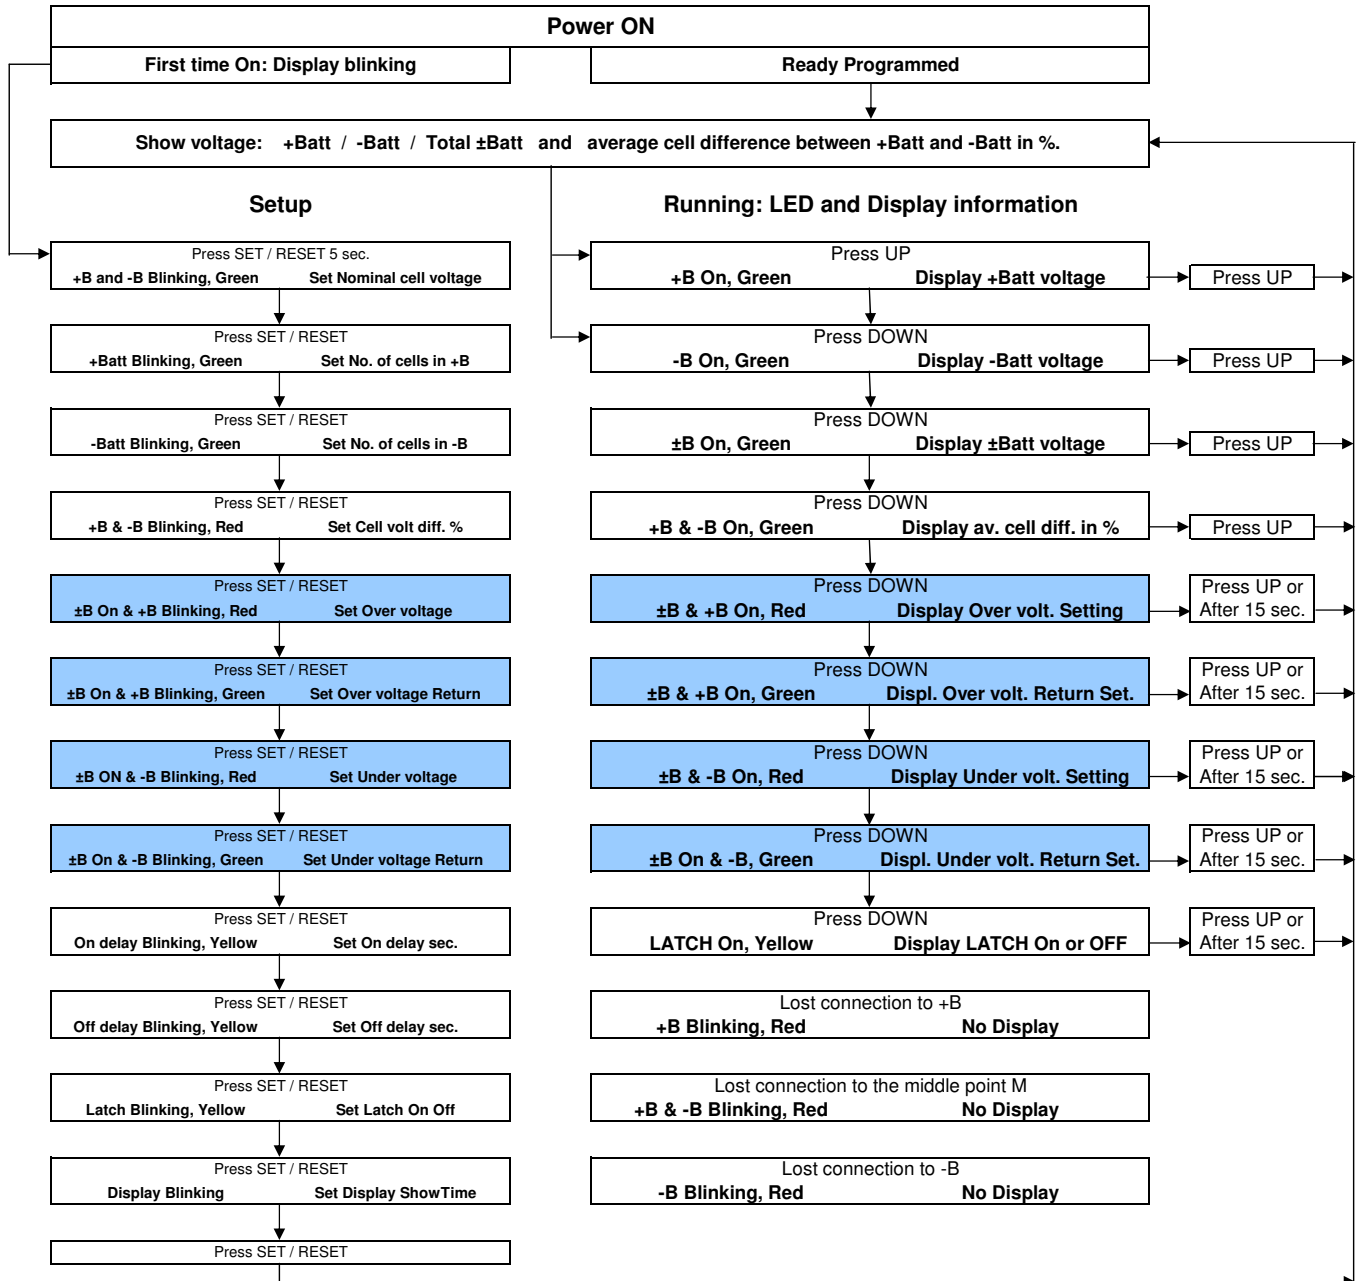 Power ON
First time On: Display blinking
Ready Programmed
Show voltage: +Batt / -Batt / Total ±Batt and average cell difference between +Batt and -Batt in %.
Setup
Running: LED and Display information
Press SET / RESET 5 sec.
+B and -B Blinking, Green Set Nominal cell voltage
Press UP
+B On, Green Display +Batt voltage
Press UP
Press SET / RESET
+Batt Blinking, Green Set No. of cells in +B
Press DOWN
-B On, Green Display -Batt voltage
Press UP
Press SET / RESET
-Batt Blinking, Green Set No. of cells in -B
Press DOWN
±B On, Green Display ±Batt voltage
Press UP
Press SET / RESET
+B & -B Blinking, Red Set Cell volt diff. %
Press DOWN
+B & -B On, Green Display av. cell diff. in %
Press UP
Press SET / RESET
±B On & +B Blinking, Red Set Over voltage
Press DOWN
±B & +B On, Red Display Over volt. Setting
Press UP or
After 15 sec.
Press SET / RESET
±B On & +B Blinking, Green Set Over voltage Return
Press DOWN
±B & +B On, Green Displ. Over volt. Return Set.
Press UP or
After 15 sec.
Press SET / RESET
±B ON & -B Blinking, Red Set Under voltage
Press DOWN
±B & -B On, Red Display Under volt. Setting
Press UP or
After 15 sec.
Press SET / RESET
±B On & -B Blinking, Green Set Under voltage Return
Press DOWN
±B On & -B, Green Displ. Under volt. Return Set.
Press UP or
After 15 sec.
Press SET / RESET
On delay Blinking, Yellow Set On delay sec.
Press DOWN
LATCH On, Yellow Display LATCH On or OFF
Press UP or
After 15 sec.
Press SET / RESET
Off delay Blinking, Yellow Set Off delay sec.
Lost connection to +B
+B Blinking, Red No Display
Press SET / RESET
Latch Blinking, Yellow Set Latch On Off
Lost connection to the middle point M
+B & -B Blinking, Red No Display
Press SET / RESET
Display Blinking Set Display ShowTime
Lost connection to -B
-B Blinking, Red No Display
Press SET / RESET